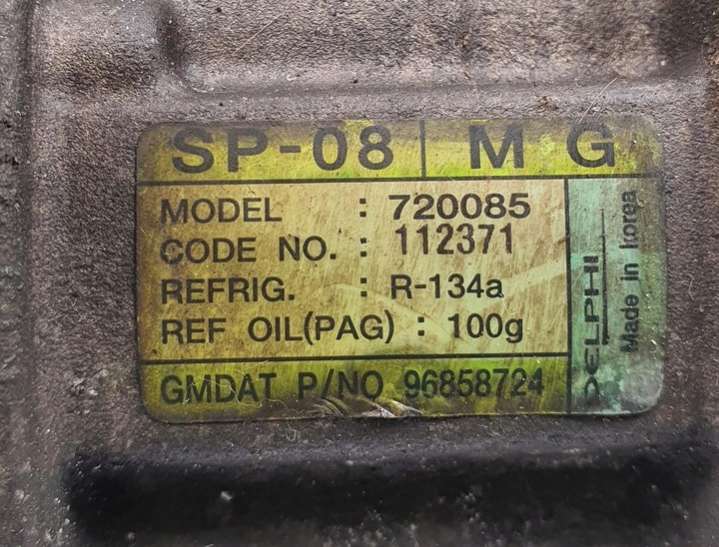 SP-08 M G
MODEL : 720085
CODE NO. : 112371
REFRIG. : R-134a
REF OIL(PAG) : 100g
GMDAT P/NO 96858724
DELPHI
Made in Korea